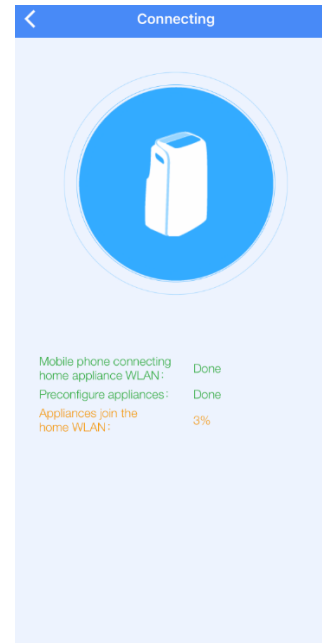 Connecting
Mobile phone connecting
home appliance WLAN: Done
Preconfigure appliances: Done
Appliances join the
home WLAN: 3%